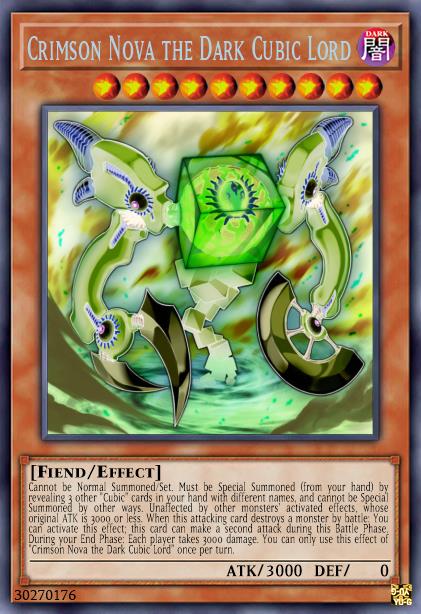 CRIMSON NOVA THE DARK CUBIC LORD
DARK
闇
[FIEND/EFFECT]
Cannot be Normal Summoned/Set. Must be Special Summoned (from your hand) by
revealing 3 other "Cubic" cards in your hand with different names, and cannot be Special
Summoned by other ways. Unaffected by other monsters' activated effects, whose
original ATK is 3000 or less. When this attacking card destroys a monster by battle: You
can activate this effect; this card can make a second attack during this Battle Phase.
During your End Phase: Each player takes 3000 damage. You can only use this effect of
"Crimson Nova the Dark Cubic Lord" once per turn.
ATK/3000 DEF/ 0
30270176